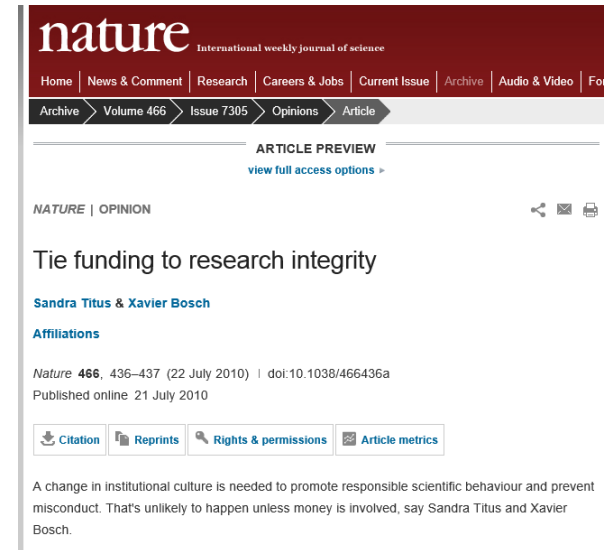 nature International weekly journal of science
Home | News & Comment | Research | Careers & Jobs | Current Issue | Archive | Audio & Video |
Archive Volume 466 Issue 7305 Opinions Article
ARTICLE PREVIEW
view full access options
NATURE | OPINION
Tie funding to research integrity
Sandra Titus & Xavier Bosch
Affiliations
Nature 466, 436–437 (22 July 2010) | doi:10.1038/466436a
Published online 21 July 2010
Citation Reprints Rights & permissions Article metrics
A change in institutional culture is needed to promote responsible scientific behaviour and prevent
misconduct. That's unlikely to happen unless money is involved, say Sandra Titus and Xavier
Bosch.